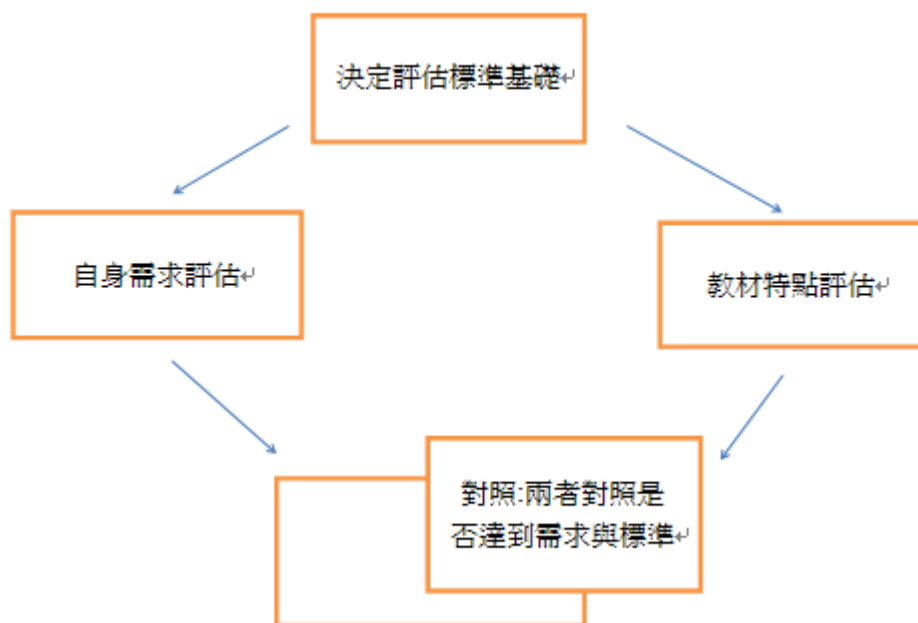 決定評估標準基礎
自身需求評估
教材特點評估
對照:兩者對照是
否達到需求與標準